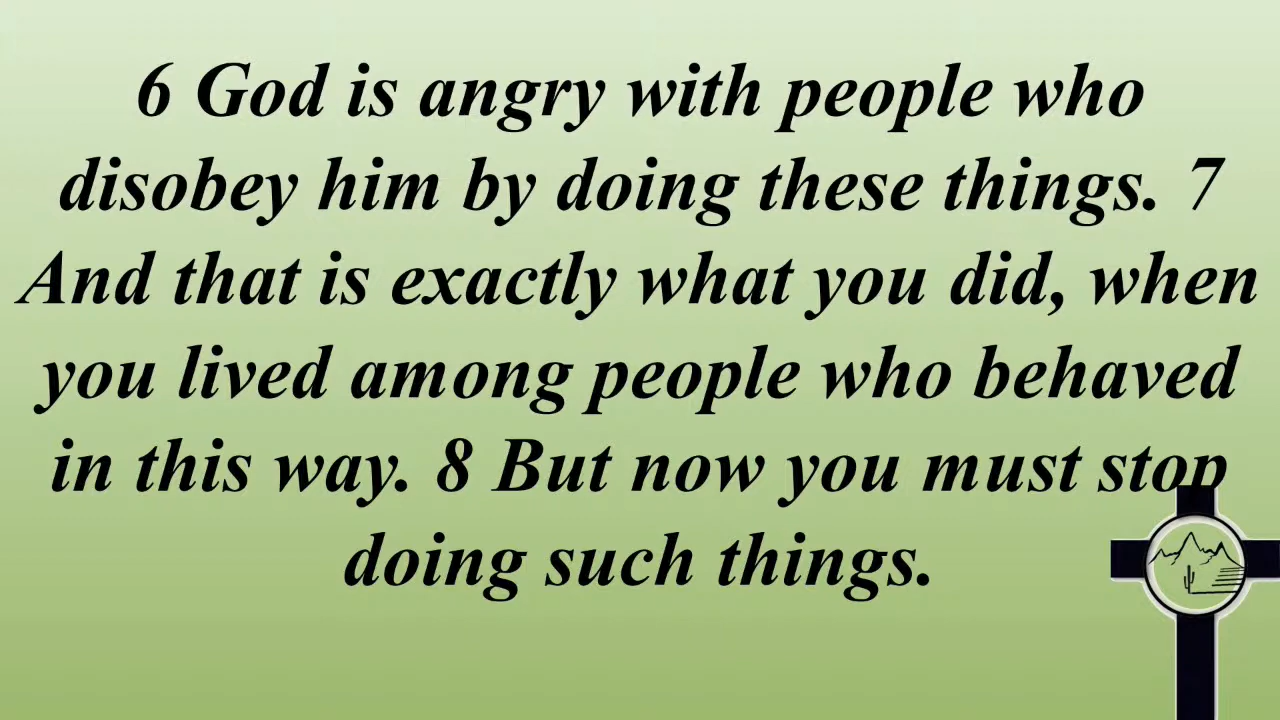 6 God is angry with people who
disobey him by doing these things. 7
And that is exactly what you did, when
you lived among people who behaved
in this way. 8 But now you must stop
doing such things.